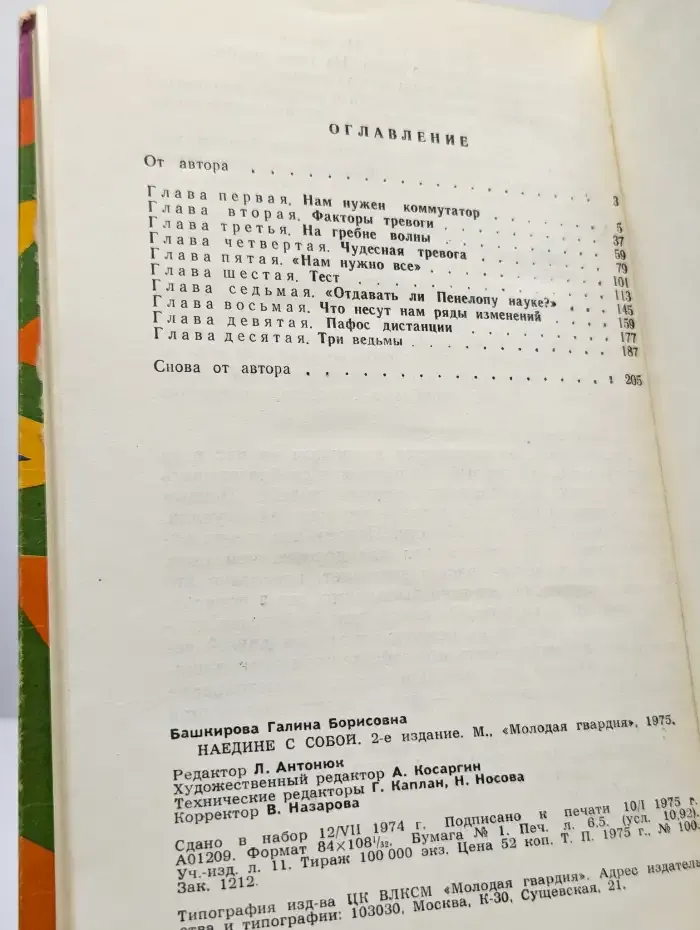 ОГЛАВЛЕНИЕ
От автора . . . . . . . . . . . . . . . . 3
Глава первая. Нам нужен коммутатор . . . . . 5
Глава вторая. Факторы тревоги . . . . . . 37
Глава третья. На гребне волны . . . . . . 59
Глава четвертая. Чудесная тревога . . . . . 79
Глава пятая. «Нам нужно все» . . . . . . 101
Глава шестая. Тест . . . . . . . . . . 113
Глава седьмая. «Отдавать ли Пенелопу науке?» . . 145
Глава восьмая. Что несут нам ряды изменений . . . 159
Глава девятая. Пафос дистанции . . . . . . 177
Глава десятая. Три ведьмы . . . . . . . . 187
Снова от автора . . . . . . . . . . . . . 205
Башкирова Галина Борисовна
НАЕДИНЕ С СОБОЙ. 2-е издание. М., «Молодая гвардия», 1975.
Редактор Л. Антонюк
Художественный редактор А. Косаргин
Технические редакторы Г. Каплан, Н. Носова
Корректор В. Назарова
Сдано в набор 12/VII 1974 г. Подписано к печати 10/I 1975 г.
А01209. Формат 84×108¹/₃₂. Бумага № 1. Печ. л. 6,5. (усл. 10,92).
Уч.-изд. л. 11. Тираж 100 000 экз. Цена 52 коп. Т. П. 1975 г., № 100.
Зак. 1212.
Типография изд-ва ЦК ВЛКСМ «Молодая гвардия». Адрес издатель-
ства и типографии: 103030, Москва, К-30, Сущевская, 21.